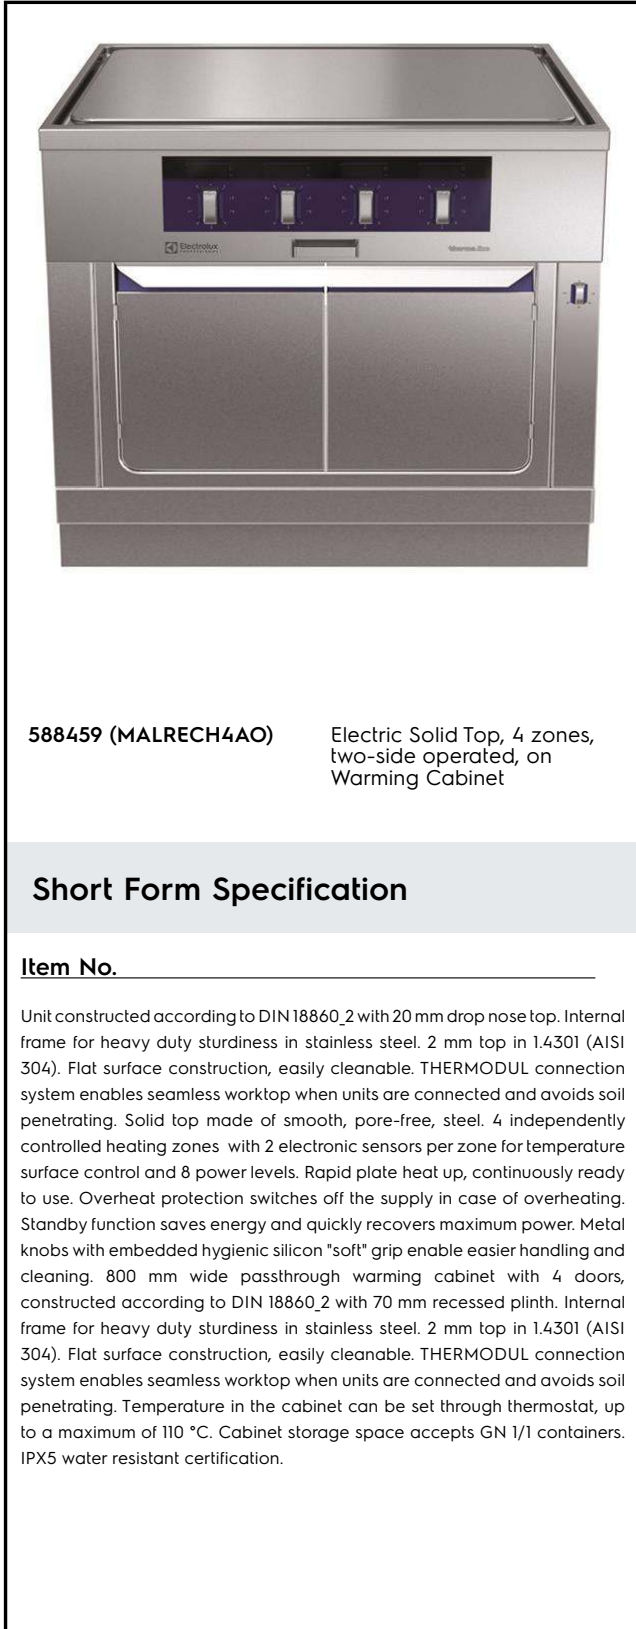 Electrolux
PROFESSIONAL
thermaline
588459 (MALRECH4AO)
Electric Solid Top, 4 zones,
two-side operated, on
Warming Cabinet
Short Form Specification
Item No.
Unit constructed according to DIN 18860_2 with 20 mm drop nose top. Internal
frame for heavy duty sturdiness in stainless steel. 2 mm top in 1.4301 (AISI
304). Flat surface construction, easily cleanable. THERMODUL connection
system enables seamless worktop when units are connected and avoids soil
penetrating. Solid top made of smooth, pore-free, steel. 4 independently
controlled heating zones with 2 electronic sensors per zone for temperature
surface control and 8 power levels. Rapid plate heat up, continuously ready
to use. Overheat protection switches off the supply in case of overheating.
Standby function saves energy and quickly recovers maximum power. Metal
knobs with embedded hygienic silicon "soft" grip enable easier handling and
cleaning. 800 mm wide passthrough warming cabinet with 4 doors,
constructed according to DIN 18860_2 with 70 mm recessed plinth. Internal
frame for heavy duty sturdiness in stainless steel. 2 mm top in 1.4301 (AISI
304). Flat surface construction, easily cleanable. THERMODUL connection
system enables seamless worktop when units are connected and avoids soil
penetrating. Temperature in the cabinet can be set through thermostat, up
to a maximum of 110 °C. Cabinet storage space accepts GN 1/1 containers.
IPX5 water resistant certification.